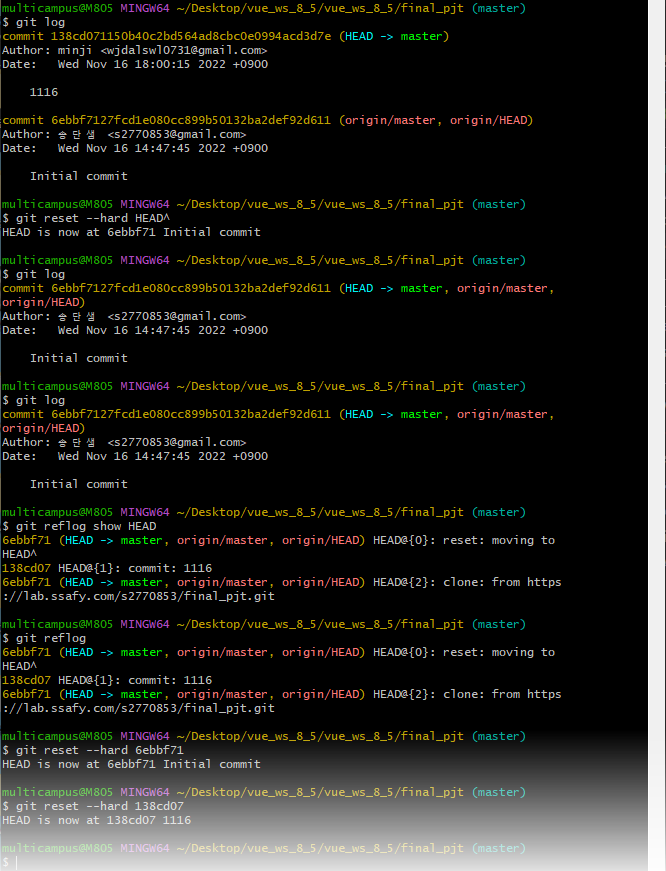 multicampus@M805 MINGW64 ~/Desktop/vue_ws_8_5/vue_ws_8_5/final_pjt (master)
$ git log
commit 138cd071150b40c2bd564ad8cbc0e0994acd3d7e (HEAD -> master)
Author: minji <wjdalswl0731@gmail.com>
Date:   Wed Nov 16 18:00:15 2022 +0900

    1116

commit 6ebbf7127fcd1e080cc899b50132ba2def92d611 (origin/master, origin/HEAD)
Author: 송단샘 <s2770853@gmail.com>
Date:   Wed Nov 16 14:47:45 2022 +0900

    Initial commit

multicampus@M805 MINGW64 ~/Desktop/vue_ws_8_5/vue_ws_8_5/final_pjt (master)
$ git reset --hard HEAD^
HEAD is now at 6ebbf71 Initial commit

multicampus@M805 MINGW64 ~/Desktop/vue_ws_8_5/vue_ws_8_5/final_pjt (master)
$ git log
commit 6ebbf7127fcd1e080cc899b50132ba2def92d611 (HEAD -> master, origin/master,
origin/HEAD)
Author: 송단샘 <s2770853@gmail.com>
Date:   Wed Nov 16 14:47:45 2022 +0900

    Initial commit

multicampus@M805 MINGW64 ~/Desktop/vue_ws_8_5/vue_ws_8_5/final_pjt (master)
$ git log
commit 6ebbf7127fcd1e080cc899b50132ba2def92d611 (HEAD -> master, origin/master,
origin/HEAD)
Author: 송단샘 <s2770853@gmail.com>
Date:   Wed Nov 16 14:47:45 2022 +0900

    Initial commit

multicampus@M805 MINGW64 ~/Desktop/vue_ws_8_5/vue_ws_8_5/final_pjt (master)
$ git reflog show HEAD
6ebbf71 (HEAD -> master, origin/master, origin/HEAD) HEAD@{0}: reset: moving to
HEAD^
138cd07 HEAD@{1}: commit: 1116
6ebbf71 (HEAD -> master, origin/master, origin/HEAD) HEAD@{2}: clone: from https
://lab.ssafy.com/s2770853/final_pjt.git

multicampus@M805 MINGW64 ~/Desktop/vue_ws_8_5/vue_ws_8_5/final_pjt (master)
$ git reflog
6ebbf71 (HEAD -> master, origin/master, origin/HEAD) HEAD@{0}: reset: moving to
HEAD^
138cd07 HEAD@{1}: commit: 1116
6ebbf71 (HEAD -> master, origin/master, origin/HEAD) HEAD@{2}: clone: from https
://lab.ssafy.com/s2770853/final_pjt.git

multicampus@M805 MINGW64 ~/Desktop/vue_ws_8_5/vue_ws_8_5/final_pjt (master)
$ git reset --hard 6ebbf71
HEAD is now at 6ebbf71 Initial commit

multicampus@M805 MINGW64 ~/Desktop/vue_ws_8_5/vue_ws_8_5/final_pjt (master)
$ git reset --hard 138cd07
HEAD is now at 138cd07 1116

multicampus@M805 MINGW64 ~/Desktop/vue_ws_8_5/vue_ws_8_5/final_pjt (master)
$